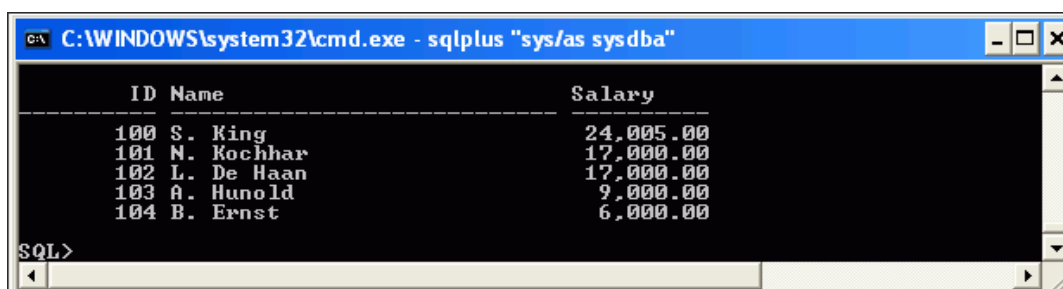 C:\WINDOWS\system32\cmd.exe - sqlplus "sys/as sysdba"
ID Name Salary
---------- ---------------------------- ----------
100 S. King 24,005.00
101 N. Kochhar 17,000.00
102 L. De Haan 17,000.00
103 A. Hunold 9,000.00
104 B. Ernst 6,000.00
SQL>